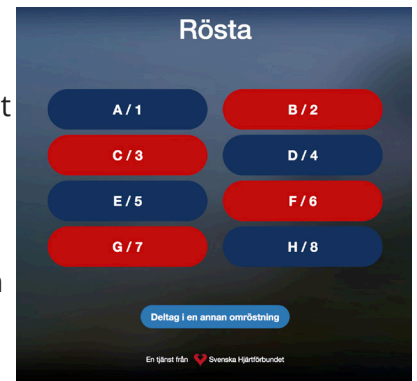 Rösta
A / 1
B / 2
C / 3
D / 4
E / 5
F / 6
G / 7
H / 8
Deltag i en annan omröstning
En tjänst från Svenska Hjärtförbundet